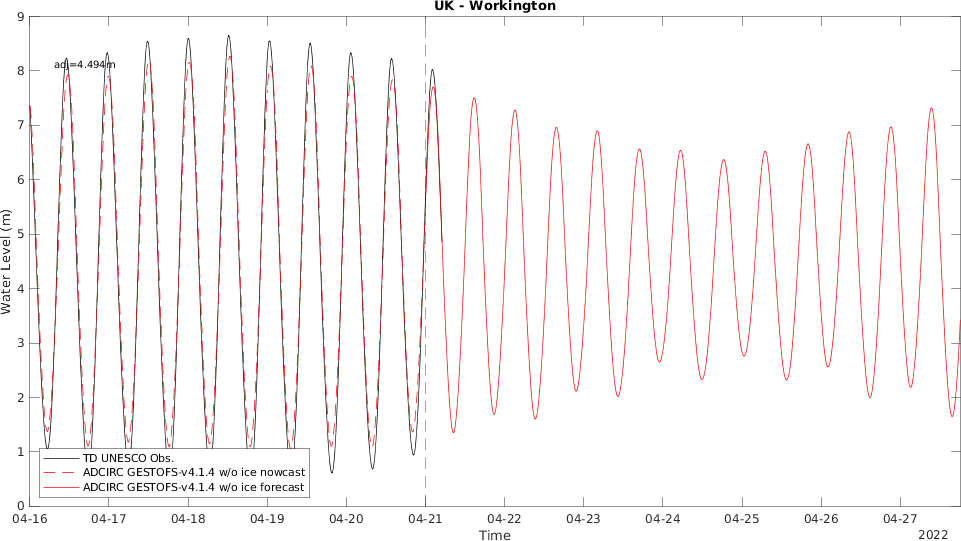 UK - Workington
adj=4.494m
9
8
7
6
5
4
3
2
1
0
Water Level (m)
TD UNESCO Obs.
ADCIRC GESTOFS-v4.1.4 w/o ice nowcast
ADCIRC GESTOFS-v4.1.4 w/o ice forecast
04-16 04-17 04-18 04-19 04-20 04-21 04-22 04-23 04-24 04-25 04-26 04-27
Time
2022